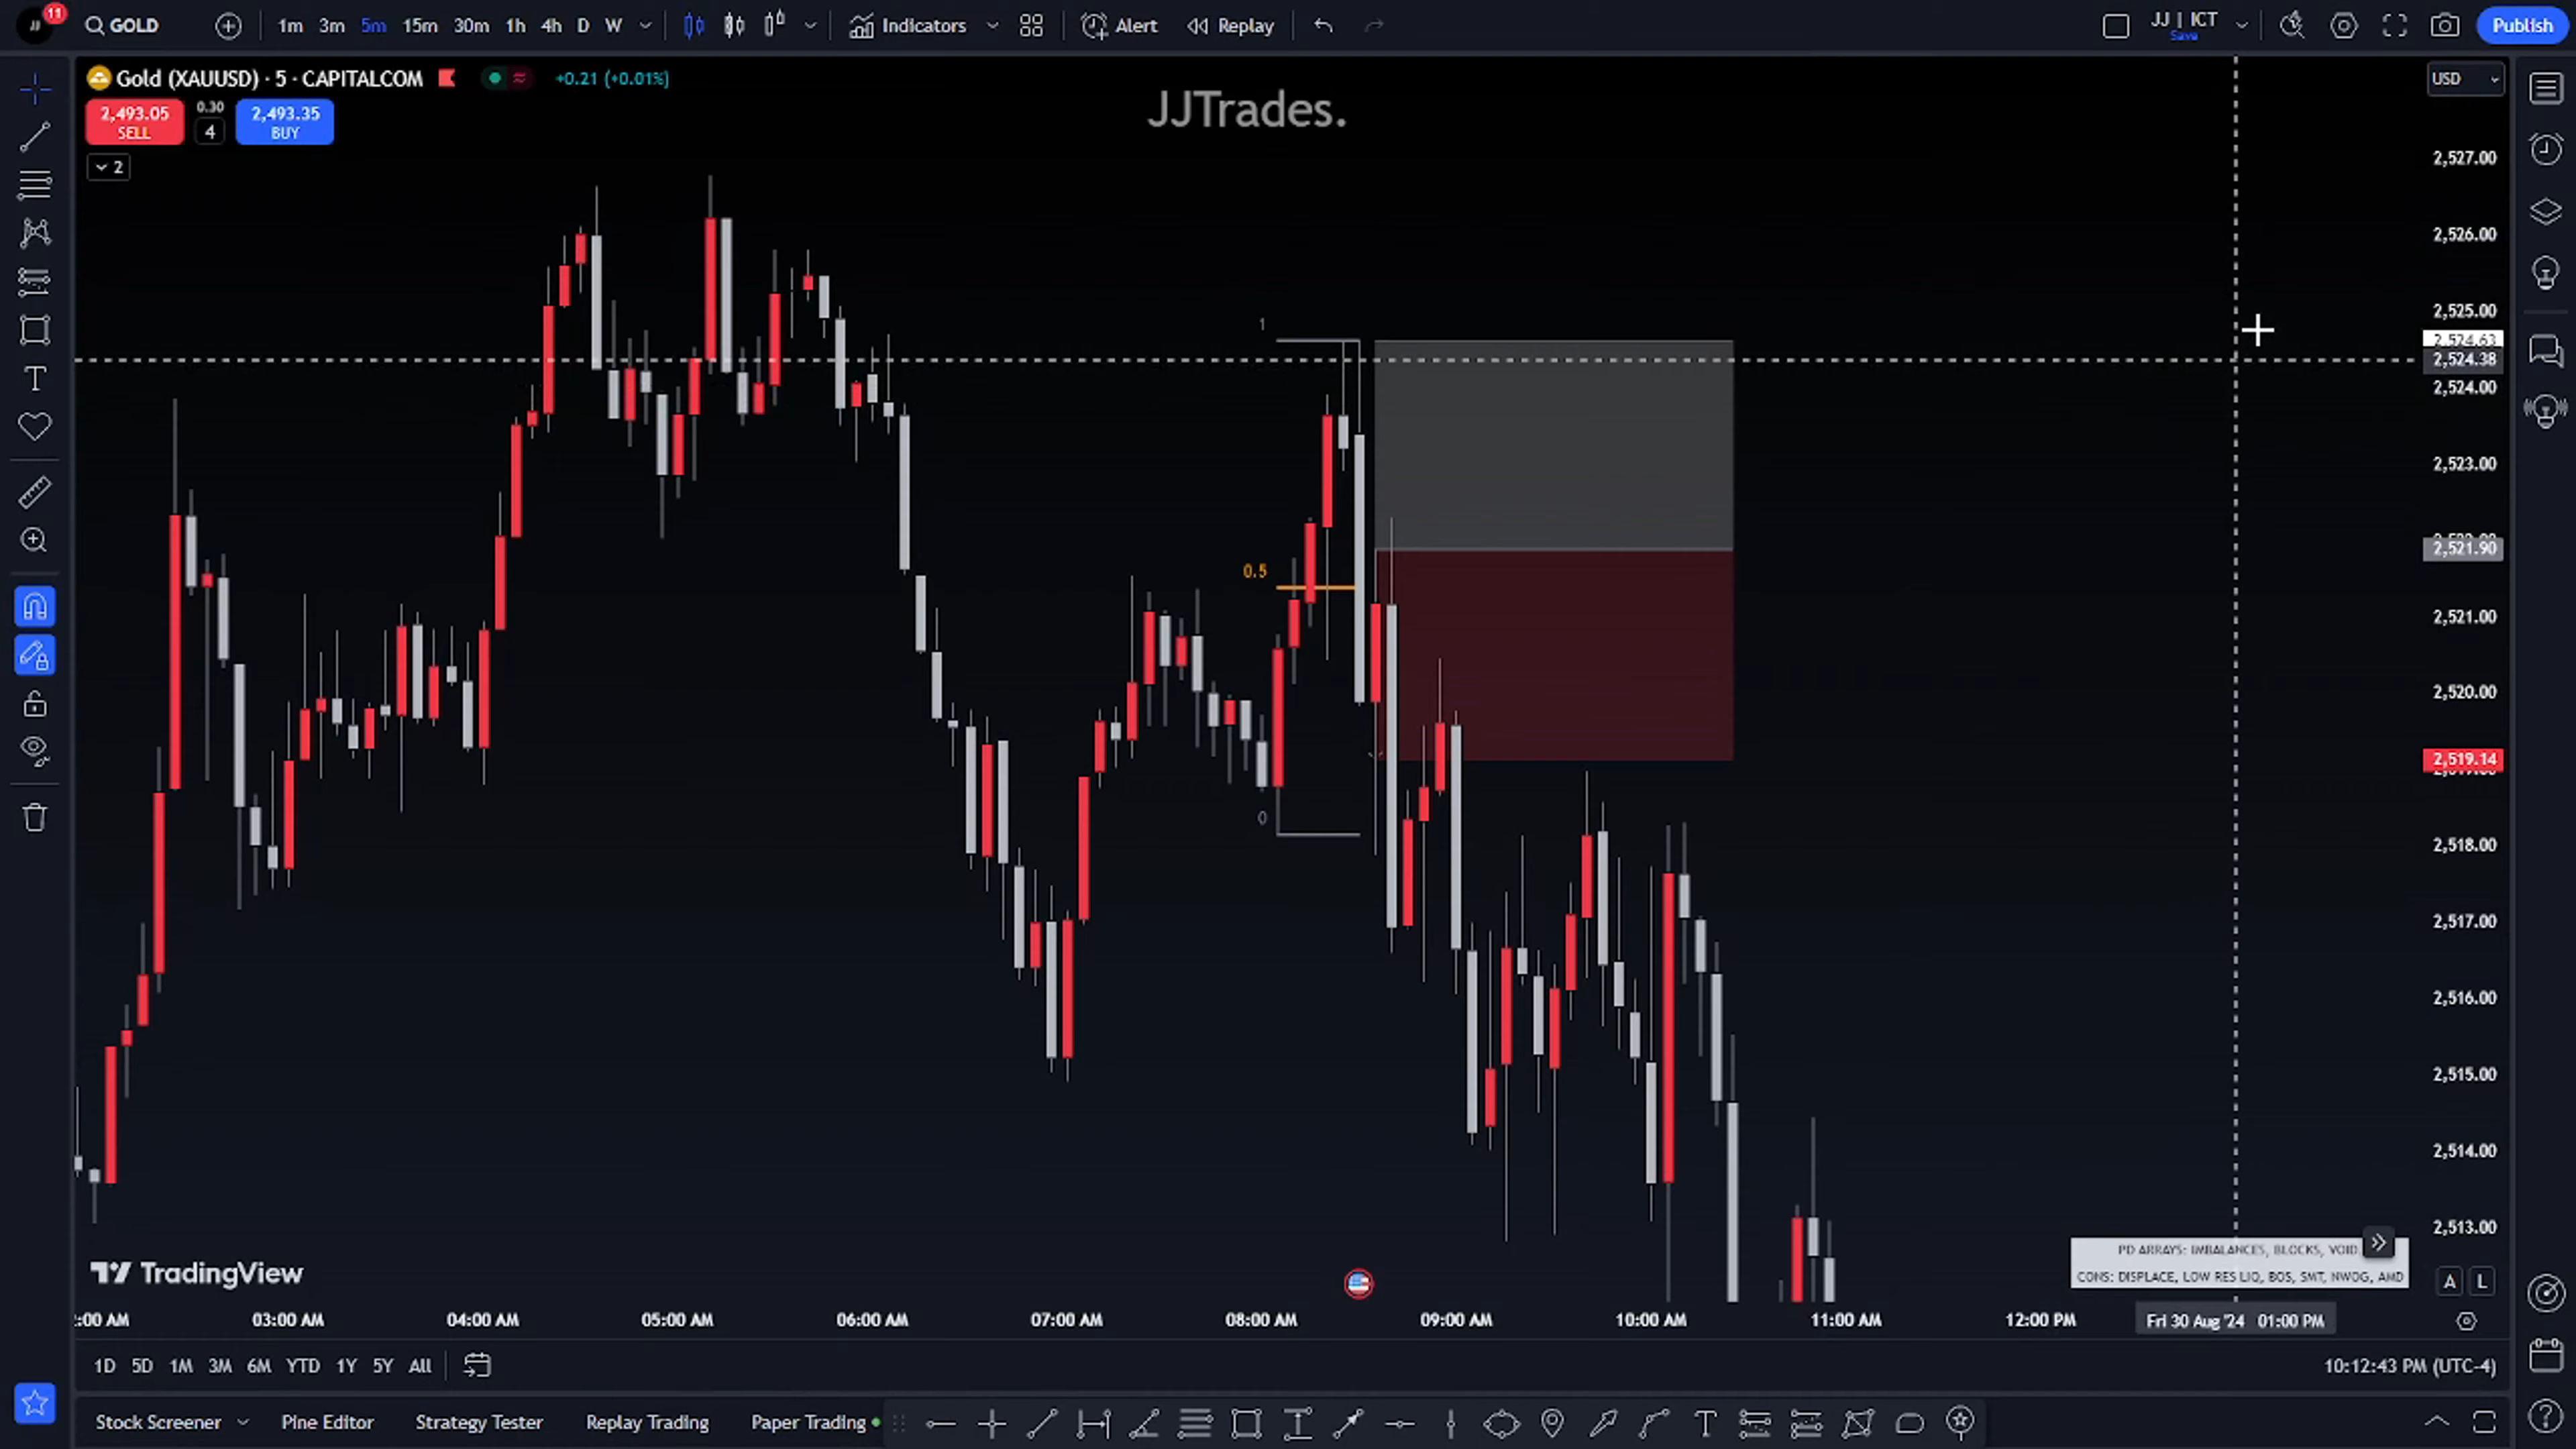 11
GOLD
1m 3m 5m 15m 30m 1h 4h D W
Indicators
Alert
Replay
JJ | ICT
Save
Publish
Gold (XAUUSD) · 5 · CAPITALCOM
+0.21 (+0.01%)
USD
2,493.05
SELL
0.30
4
2,493.35
BUY
2
JJTrades.
2,527.00
2,526.00
2,525.00
2,524.63
2,524.38
2,524.00
2,523.00
2,521.90
2,521.00
2,520.00
2,519.14
2,518.00
2,517.00
2,516.00
2,515.00
2,514.00
2,513.00
1
0.5
0
TradingView
PD ARRAYS: IMBALANCES, BLOCKS, VOID
CONS: DISPLACE, LOW RES LIQ, BOS, SMT, NWOG, AMD
A L
:00 AM 03:00 AM 04:00 AM 05:00 AM 06:00 AM 07:00 AM 08:00 AM 09:00 AM 10:00 AM 11:00 AM 12:00 PM Fri 30 Aug '24 01:00 PM
1D 5D 1M 3M 6M YTD 1Y 5Y All
10:12:43 PM (UTC-4)
Stock Screener Pine Editor Strategy Tester Replay Trading Paper Trading